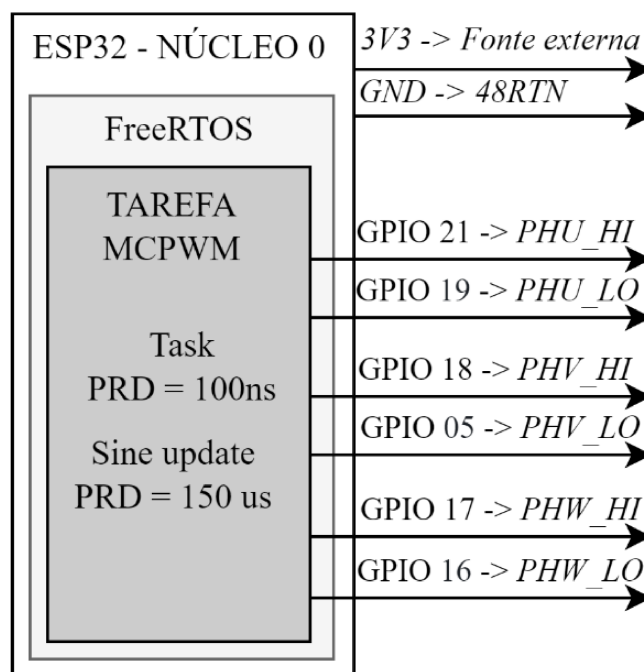 ESP32 - NÚCLEO 0
3V3 -> Fonte externa
GND -> 48RTN
FreeRTOS
TAREFA
MCPWM
GPIO 21 -> PHU_HI
GPIO 19 -> PHU_LO
Task
PRD = 100ns
GPIO 18 -> PHV_HI
GPIO 05 -> PHV_LO
Sine update
PRD = 150 us
GPIO 17 -> PHW_HI
GPIO 16 -> PHW_LO